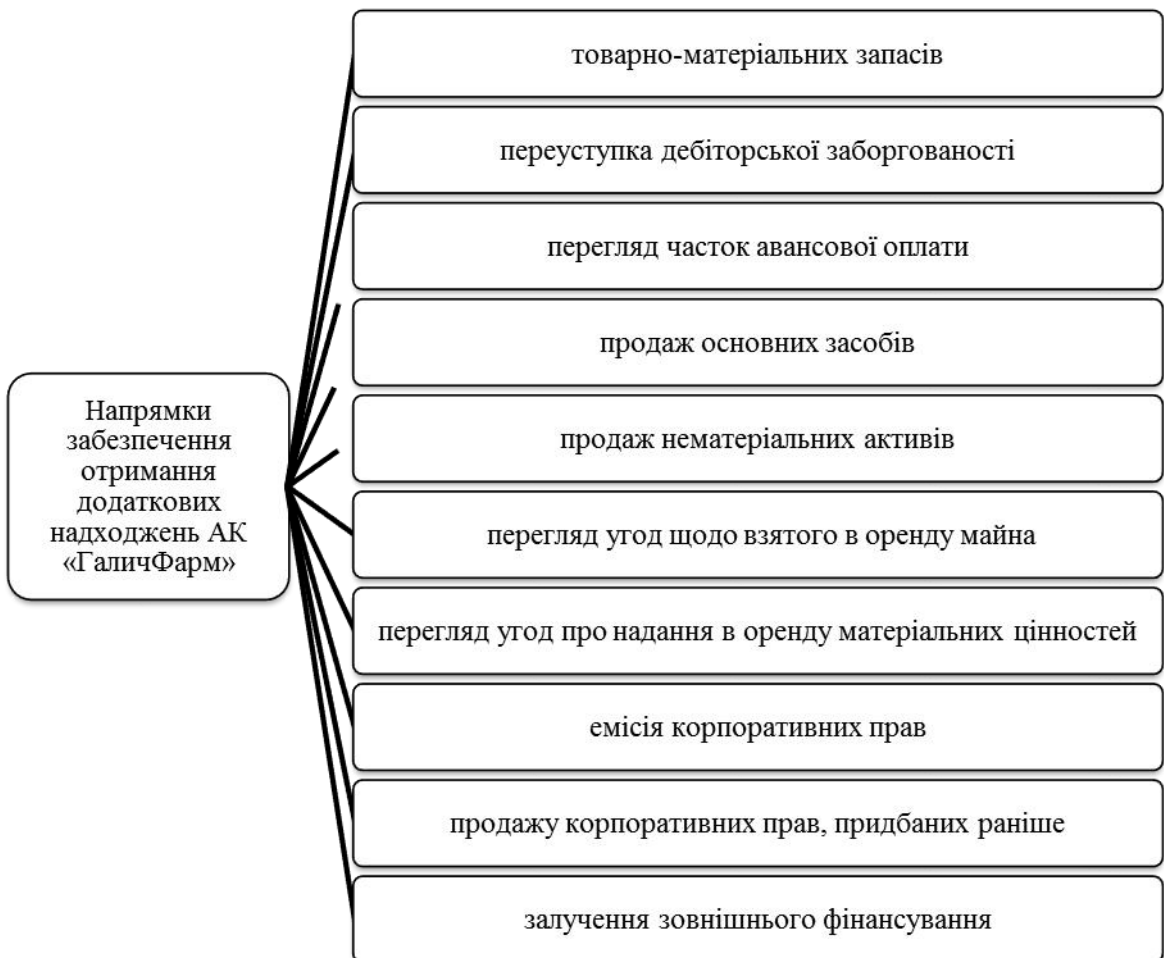 Напрямки
забезпечення
отримання
додаткових
надходжень АК
«ГаличФарм»
товарно-матеріальних запасів
переуступка дебіторської заборгованості
перегляд часток авансової оплати
продаж основних засобів
продаж нематеріальних активів
перегляд угод щодо взятого в оренду майна
перегляд угод про надання в оренду матеріальних цінностей
емісія корпоративних прав
продажу корпоративних прав, придбаних раніше
залучення зовнішнього фінансування